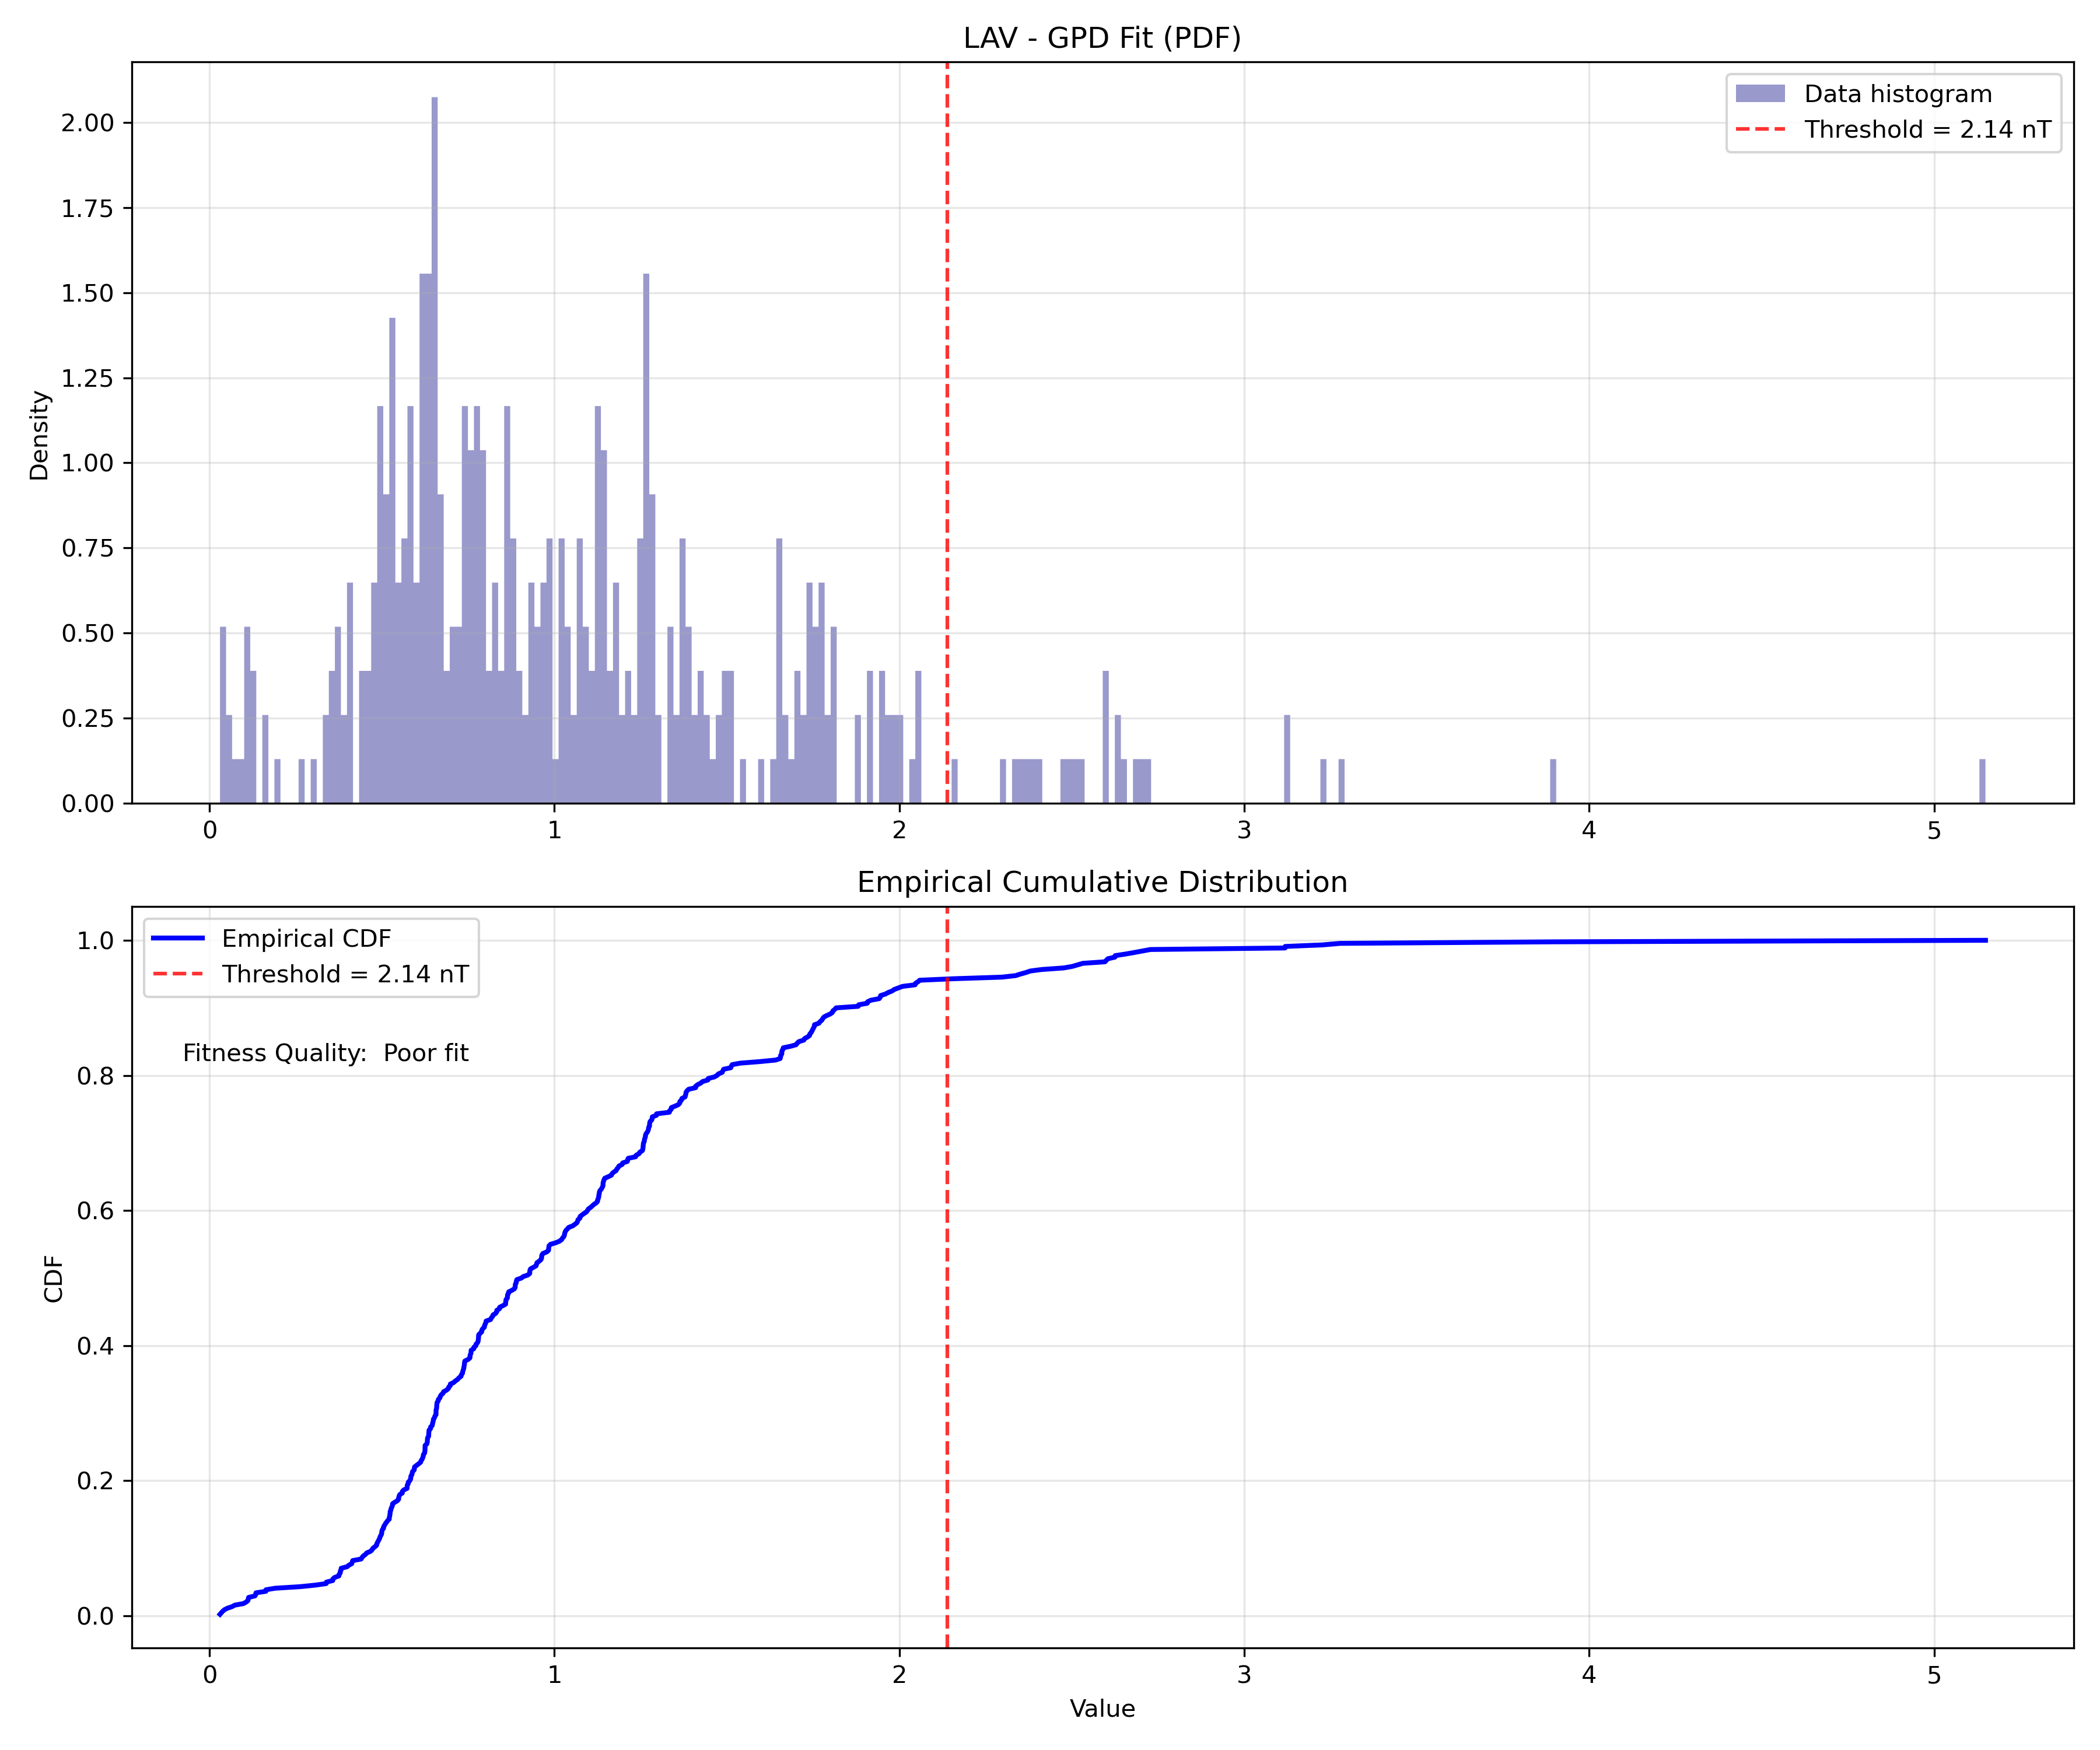 LAV - GPD Fit (PDF)
Density
2.00
1.75
1.50
1.25
1.00
0.75
0.50
0.25
0.00
Data histogram
Threshold = 2.14 nT
0 1 2 3 4 5
Empirical Cumulative Distribution
CDF
1.0
0.8
0.6
0.4
0.2
0.0
Empirical CDF
Threshold = 2.14 nT
Fitness Quality:  Poor fit
0 1 2 3 4 5
Value